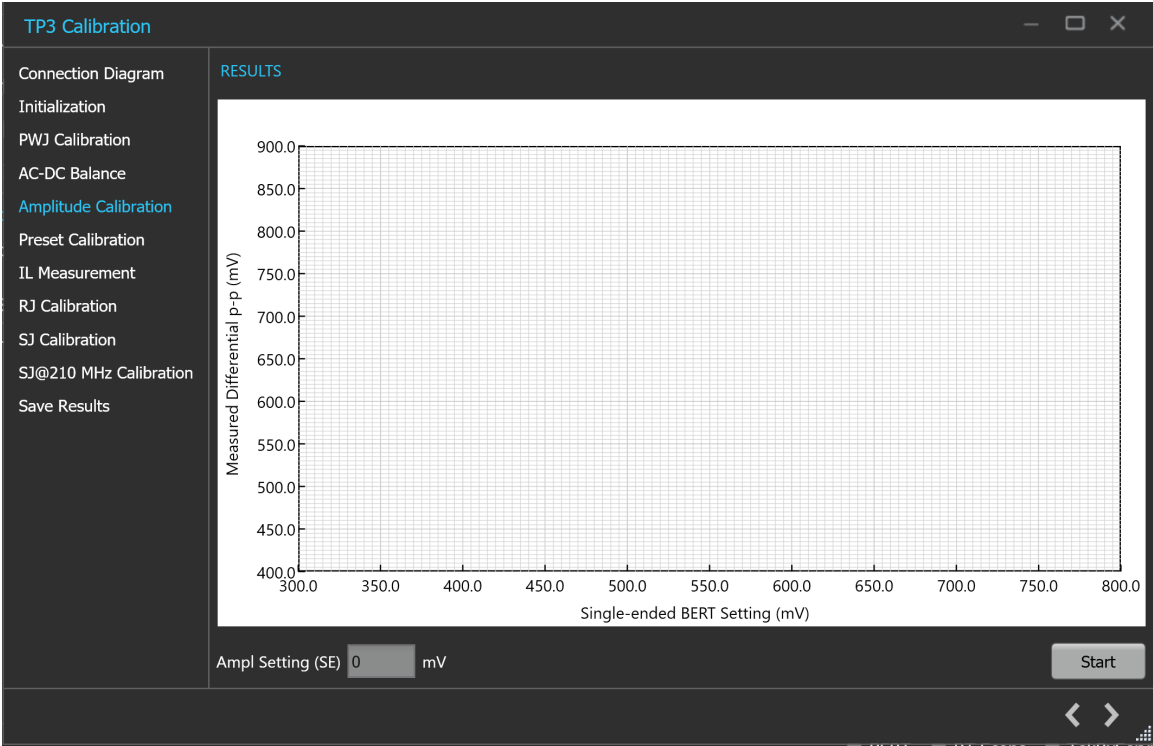 TP3 Calibration
Connection Diagram
Initialization
PWJ Calibration
AC-DC Balance
Amplitude Calibration
Preset Calibration
IL Measurement
RJ Calibration
SJ Calibration
SJ@210 MHz Calibration
Save Results
RESULTS
Measured Differential p-p (mV)
900.0
850.0
800.0
750.0
700.0
650.0
600.0
550.0
500.0
450.0
400.0
300.0 350.0 400.0 450.0 500.0 550.0 600.0 650.0 700.0 750.0 800.0
Single-ended BERT Setting (mV)
Ampl Setting (SE) 0 mV
Start